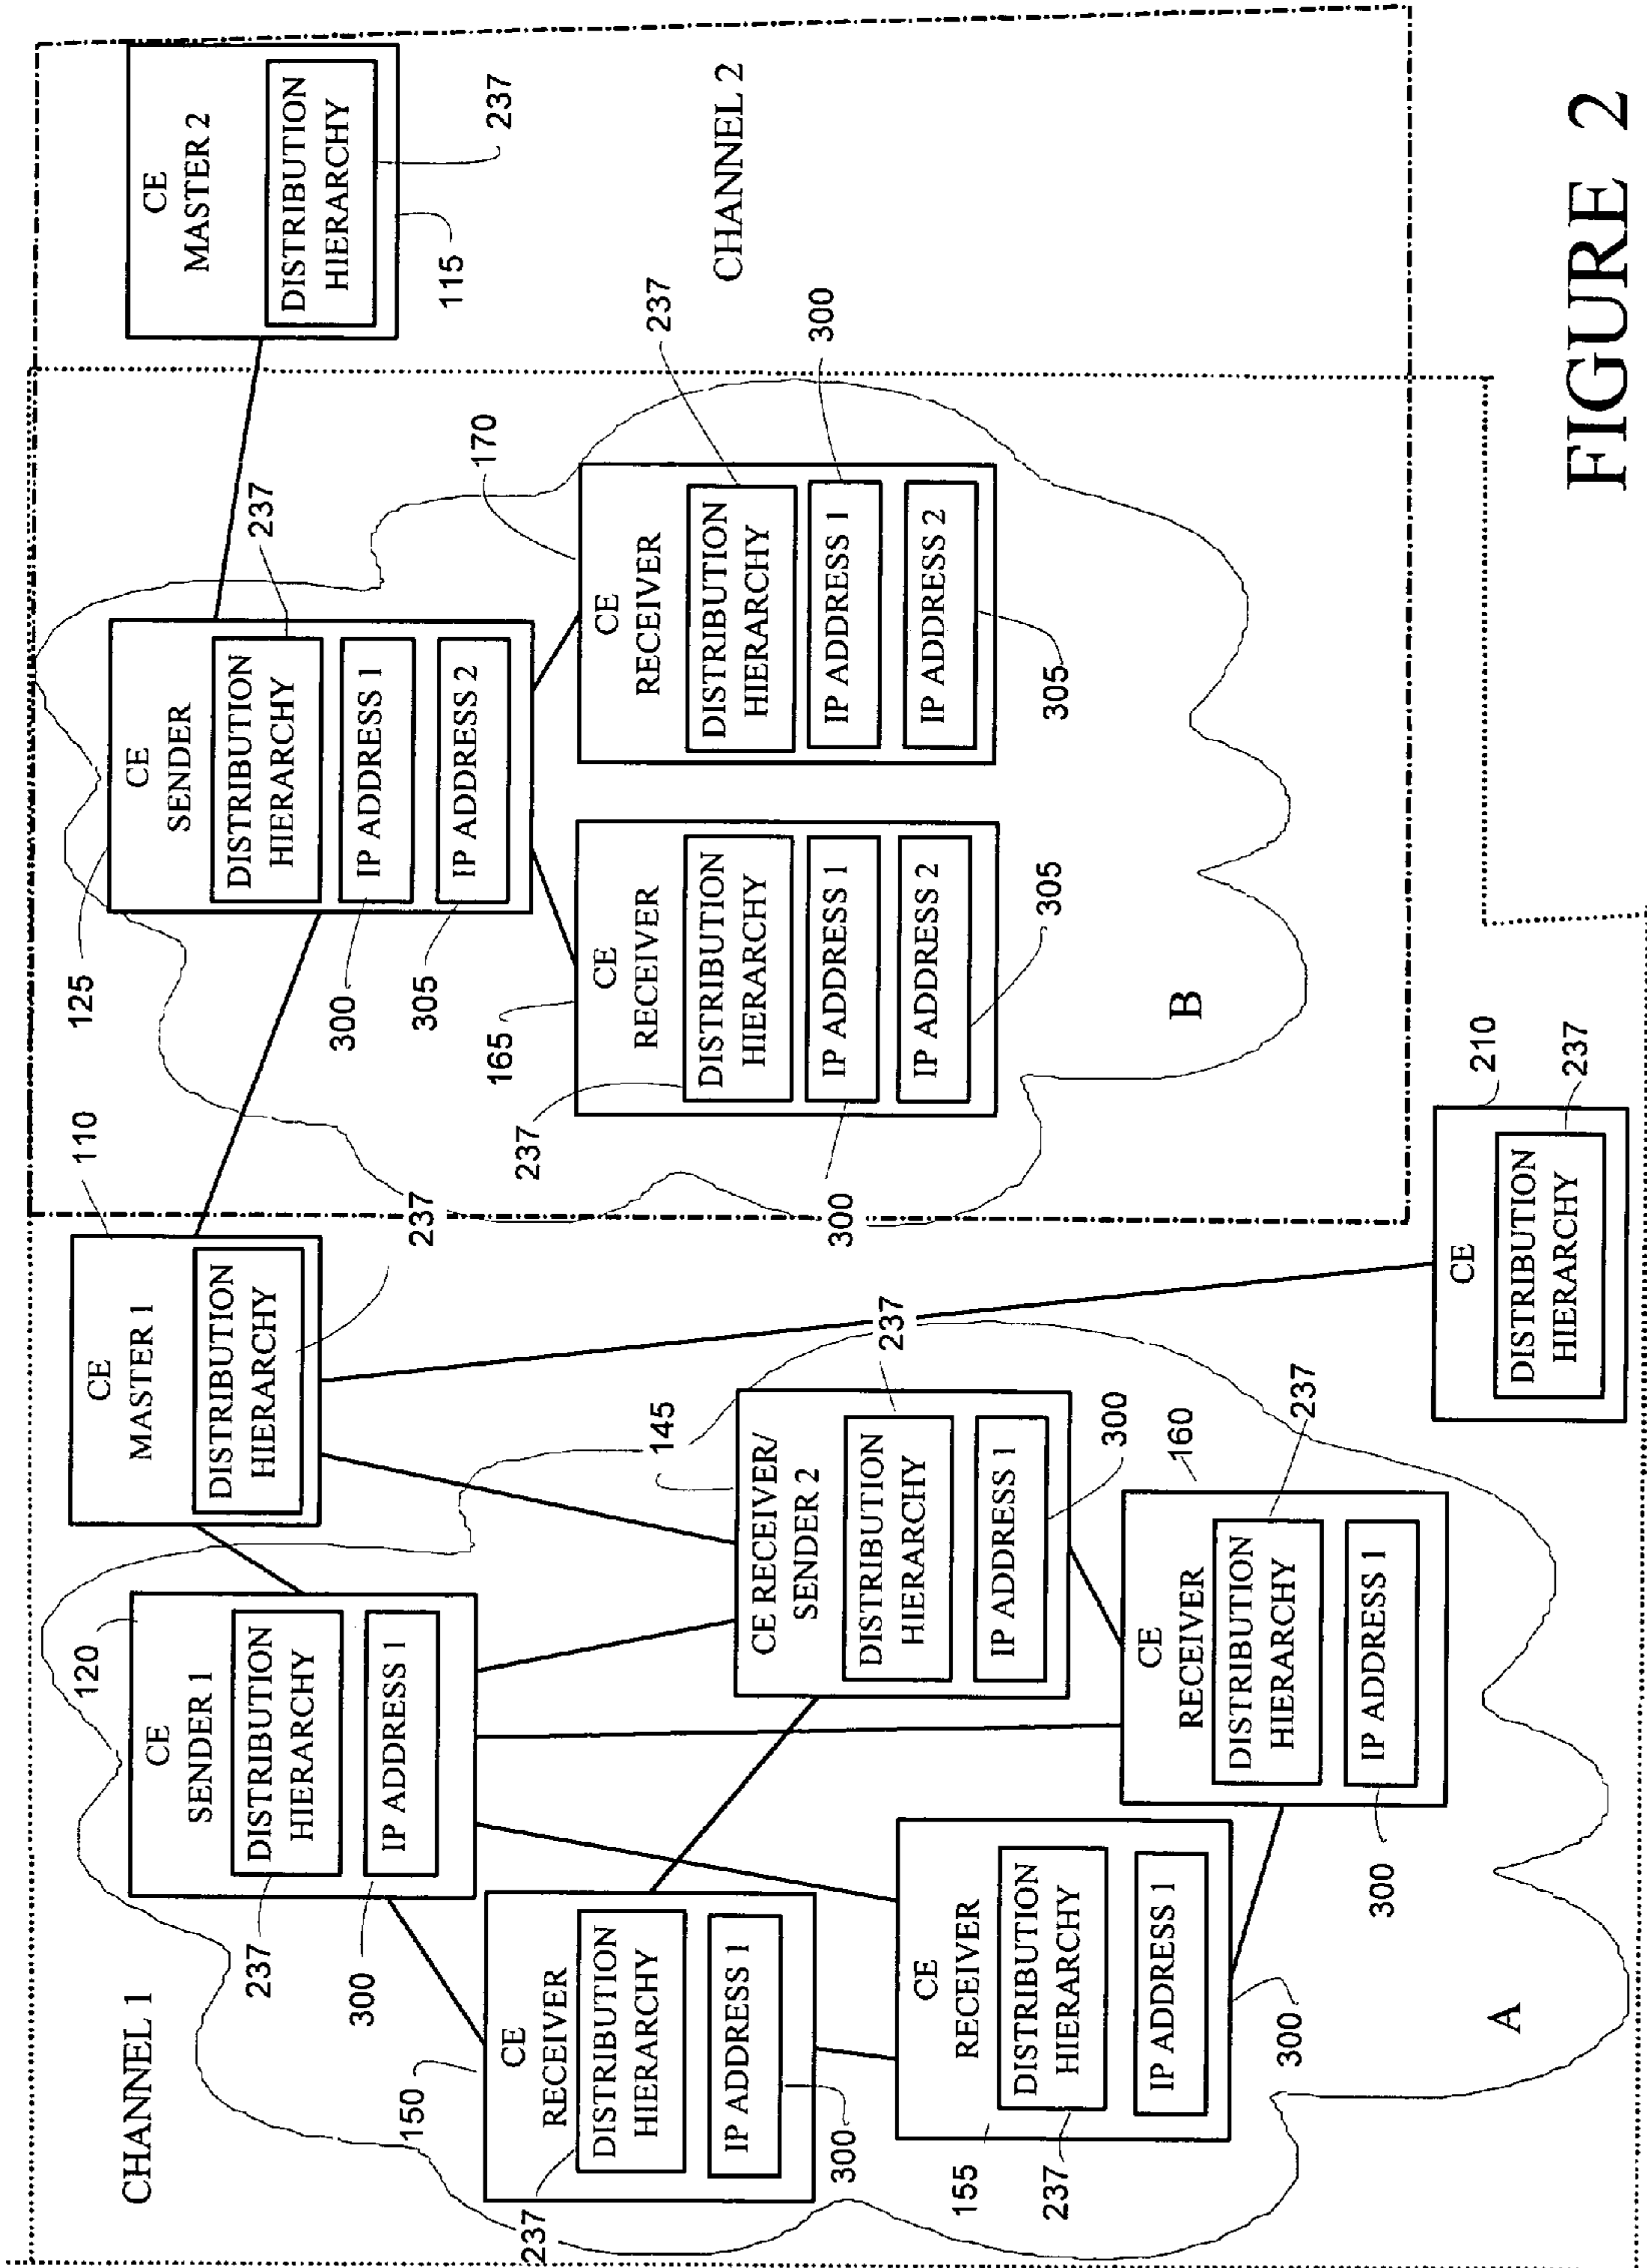 CHANNEL 1
120
CE
SENDER 1
DISTRIBUTION
HIERARCHY
IP ADDRESS 1
237
300
110
CE
MASTER 1
DISTRIBUTION
HIERARCHY
237
125
CE
SENDER
DISTRIBUTION
HIERARCHY
IP ADDRESS 1
IP ADDRESS 2
237
300
305
CE
MASTER 2
DISTRIBUTION
HIERARCHY
237
115
CHANNEL 2
150
CE
RECEIVER
DISTRIBUTION
HIERARCHY
IP ADDRESS 1
237
300
145
CE RECEIVER/
SENDER 2
DISTRIBUTION
HIERARCHY
IP ADDRESS 1
237
300
165
CE
RECEIVER
DISTRIBUTION
HIERARCHY
IP ADDRESS 1
IP ADDRESS 2
237
300
305
170
CE
RECEIVER
DISTRIBUTION
HIERARCHY
IP ADDRESS 1
IP ADDRESS 2
237
300
305
155
CE
RECEIVER
DISTRIBUTION
HIERARCHY
IP ADDRESS 1
237
300
160
CE
RECEIVER
DISTRIBUTION
HIERARCHY
IP ADDRESS 1
237
300
A
B
210
CE
DISTRIBUTION
HIERARCHY
237
FIGURE 2